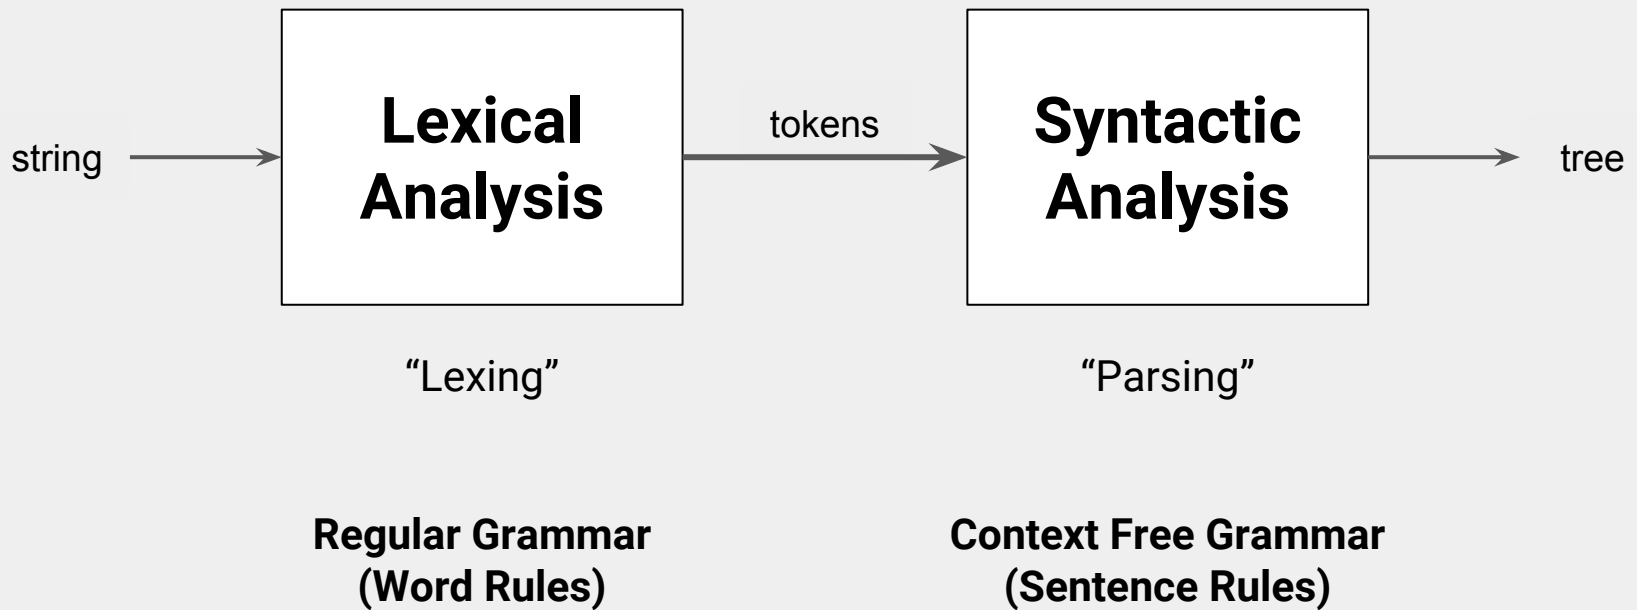 string
Lexical
Analysis
tokens
Syntactic
Analysis
tree
“Lexing”
“Parsing”
Regular Grammar
(Word Rules)
Context Free Grammar
(Sentence Rules)